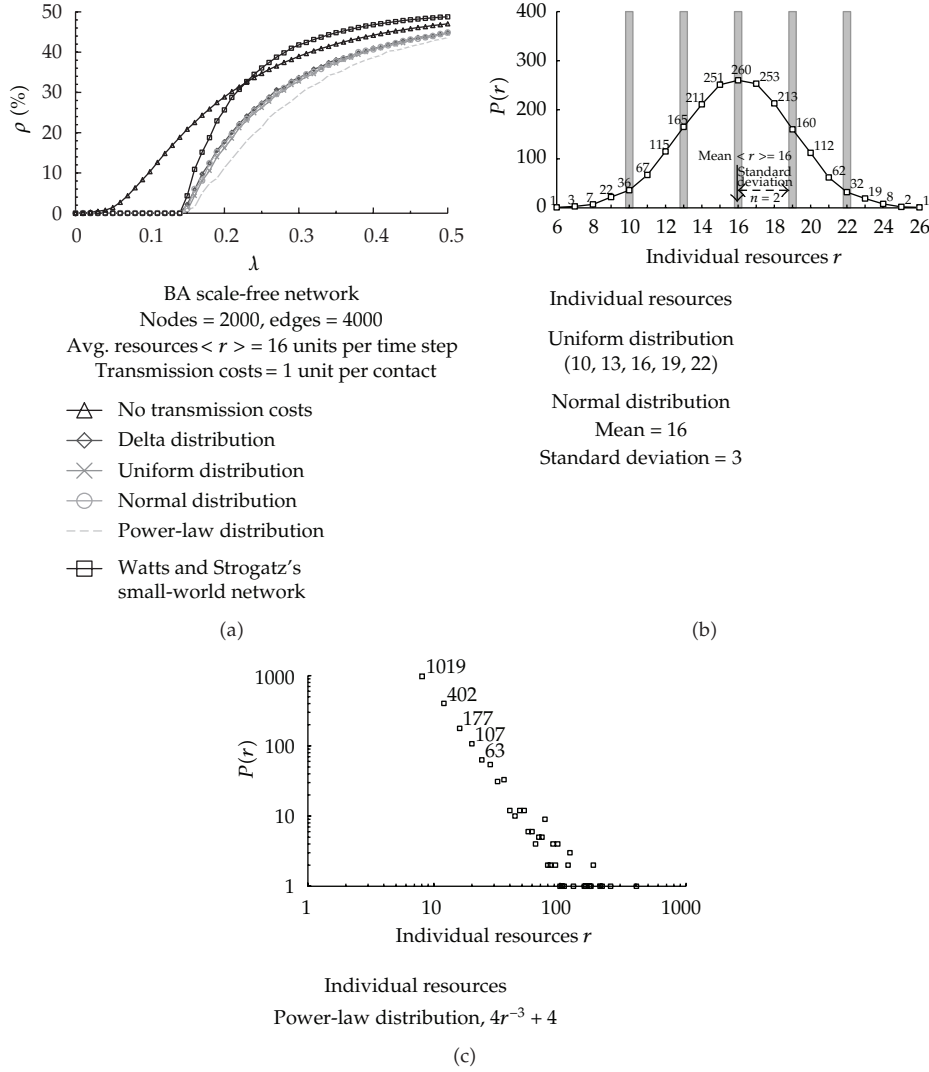 50
40
30
20
10
0
ρ (%)
0 0.1 0.2 0.3 0.4 0.5
λ
BA scale-free network
Nodes = 2000, edges = 4000
Avg. resources < r > = 16 units per time step
Transmission costs = 1 unit per contact
No transmission costs
Delta distribution
Uniform distribution
Normal distribution
Power-law distribution
Watts and Strogatz's
small-world network
(a)
400
300
200
100
0
P(r)
1 3 7 22 36 67 115 165 211 251 260 253 213 160 112 62 32 19 8 2 1
Mean < r >= 16
Standard
deviation
n = 2
6 8 10 12 14 16 18 20 22 24 26
Individual resources r
Individual resources
Uniform distribution
(10, 13, 16, 19, 22)
Normal distribution
Mean = 16
Standard deviation = 3
(b)
1000
100
10
1
P(r)
1019
402
177
107
63
1 10 100 1000
Individual resources r
Individual resources
Power-law distribution, 4r⁻³ + 4
(c)